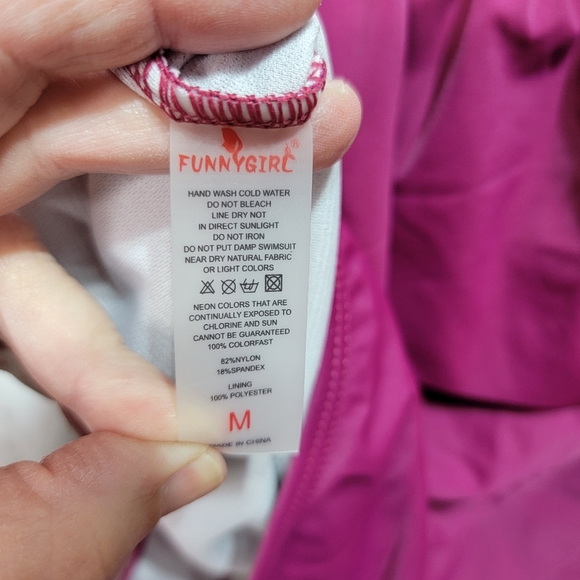 FUNNYGIRL®
HAND WASH COLD WATER
DO NOT BLEACH
LINE DRY NOT
IN DIRECT SUNLIGHT
DO NOT IRON
DO NOT PUT DAMP SWIMSUIT
NEAR DRY NATURAL FABRIC
OR LIGHT COLORS
NEON COLORS THAT ARE
CONTINUALLY EXPOSED TO
CHLORINE AND SUN
CANNOT BE GUARANTEED
100% COLORFAST
82%NYLON
18%SPANDEX
LINING
100% POLYESTER
M
MADE IN CHINA